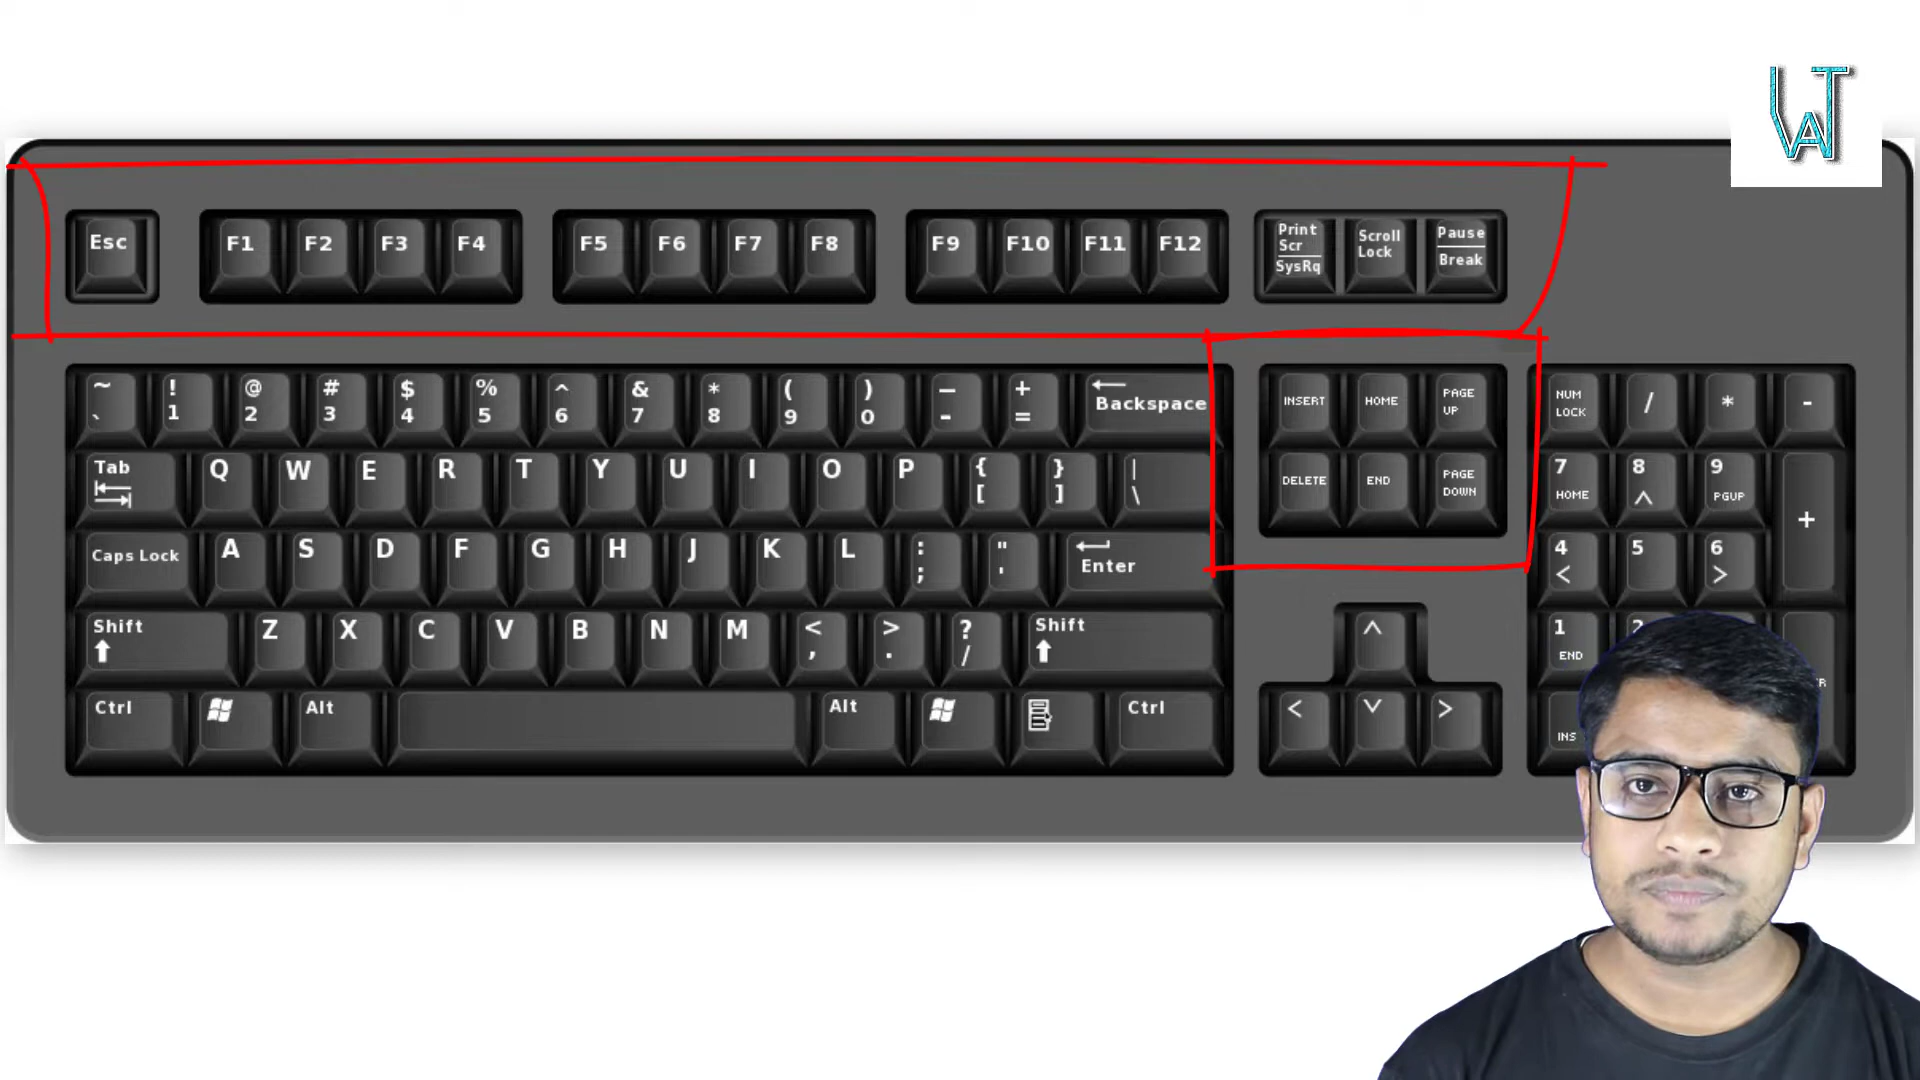 Esc F1 F2 F3 F4 F5 F6 F7 F8 F9 F10 F11 F12 Print Scr SysRq Scroll Lock Pause Break
~ ` ! 1 @ 2 # 3 $ 4 % 5 ^ 6 & 7 * 8 ( 9 ) 0 _ - + = Backspace INSERT HOME PAGE UP NUM LOCK / * -
Tab Q W E R T Y U I O P { [ } ] | \ DELETE END PAGE DOWN 7 HOME 8 ^ 9 PGUP +
Caps Lock A S D F G H J K L : ; " ' Enter 4 < 5 6 >
Shift Z X C V B N M < , > . ? / Shift ^ 1 END 2
Ctrl Alt Alt Ctrl < v > INS